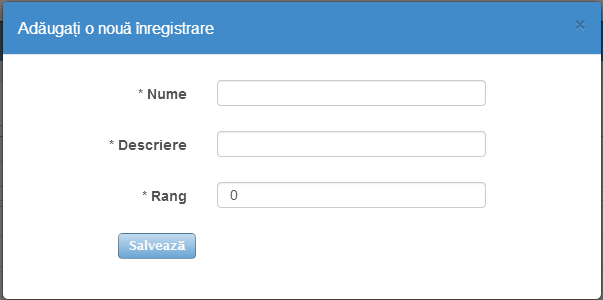 Adăugați o nouă înregistrare ×
* Nume
* Descriere
* Rang 0
Salvează